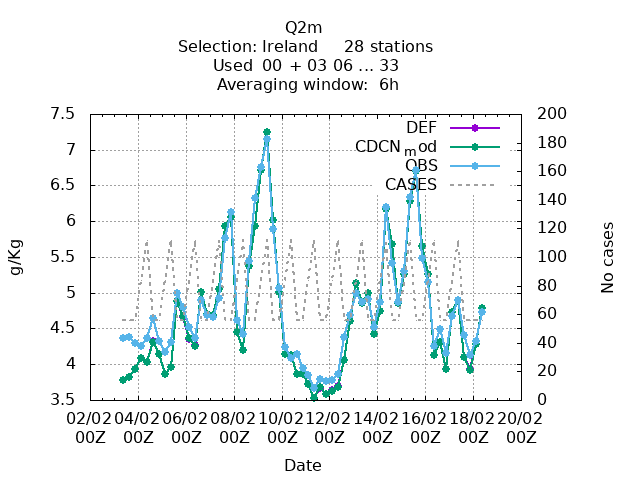 Q2m
Selection: Ireland 28 stations
Used 00 + 03 06 ... 33
Averaging window: 6h
7.5 200
DEF
7 180
CDCN_mod
160
OBS
6.5 CASES
140
6 120
5.5 100
5 80
4.5 60
40
4 20
3.5 0
g/Kg
No cases
02/02 04/02 06/02 08/02 10/02 12/02 14/02 16/02 18/02 20/02
00Z 00Z 00Z 00Z 00Z 00Z 00Z 00Z 00Z 00Z
Date